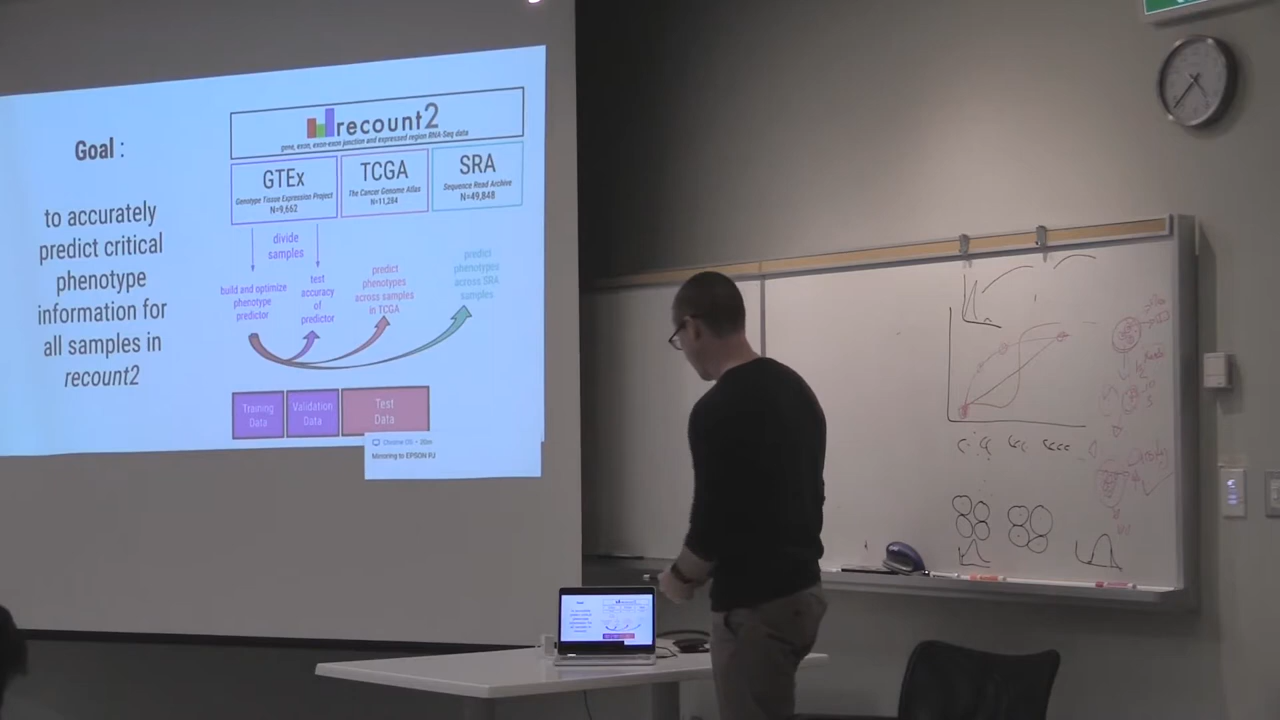 Goal :
to accurately
predict critical
phenotype
information for
all samples in
recount2
recount2
gene, exon, exon-exon junction and expressed region RNA-Seq data
GTEx
Genotype Tissue Expression Project
N=9,662
TCGA
The Cancer Genome Atlas
N=11,284
SRA
Sequence Read Archive
N=49,848
divide
samples
build and optimize
phenotype
predictor
test
accuracy
of
predictor
predict
phenotypes
across samples
in TCGA
predict
phenotypes
across SRA
samples
Training
Data
Validation
Data
Test
Data
Chrome OS • 20m
Mirroring to EPSON PJ